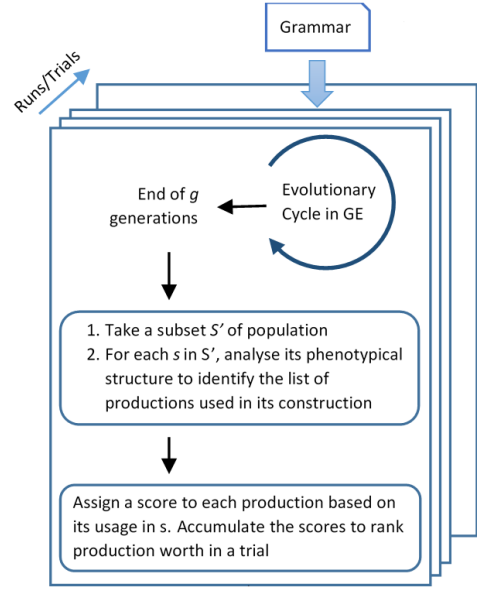 Grammar
Runs/Trials
Evolutionary
Cycle in GE
End of g
generations
1. Take a subset S' of population
2. For each s in S', analyse its phenotypical
structure to identify the list of
productions used in its construction
Assign a score to each production based on
its usage in s. Accumulate the scores to rank
production worth in a trial